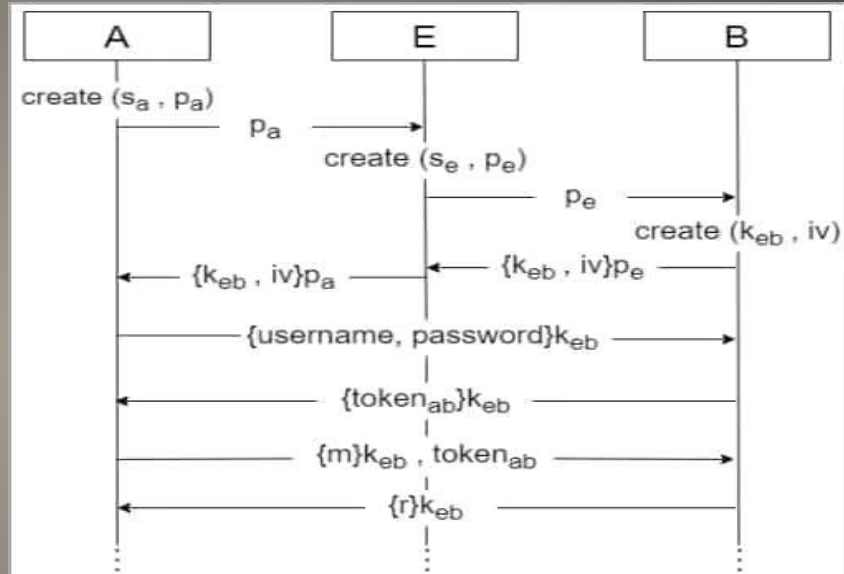 A E B
create (sₐ , pₐ)
pₐ
create (sₑ , pₑ)
pₑ
create (kₑb , iv)
{kₑb , iv}pₐ {kₑb , iv}pₑ
{username, password}kₑb
{tokenₐb}kₑb
{m}kₑb , tokenₐb
{r}kₑb